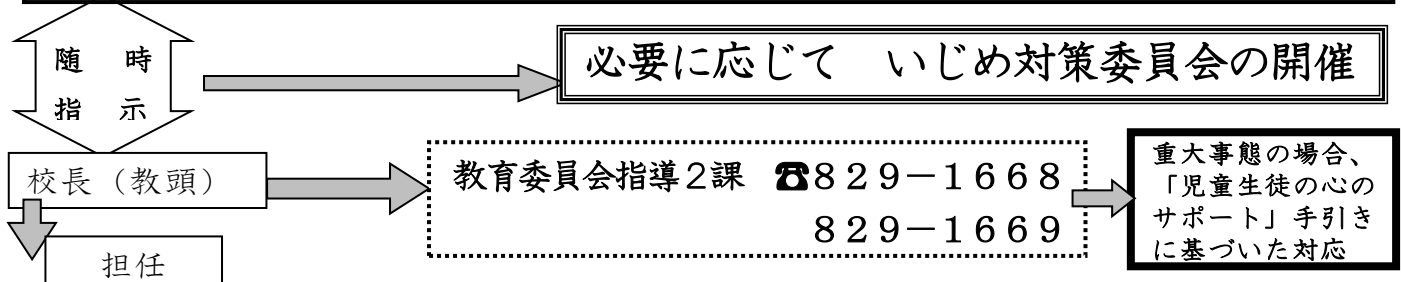 随　時
指　示
必要に応じて　いじめ対策委員会の開催
校長（教頭）
教育委員会指導２課　☎８２９－１６６８
８２９－１６６９
重大事態の場合、
「児童生徒の心の
サポート」手引き
に基づいた対応
担任